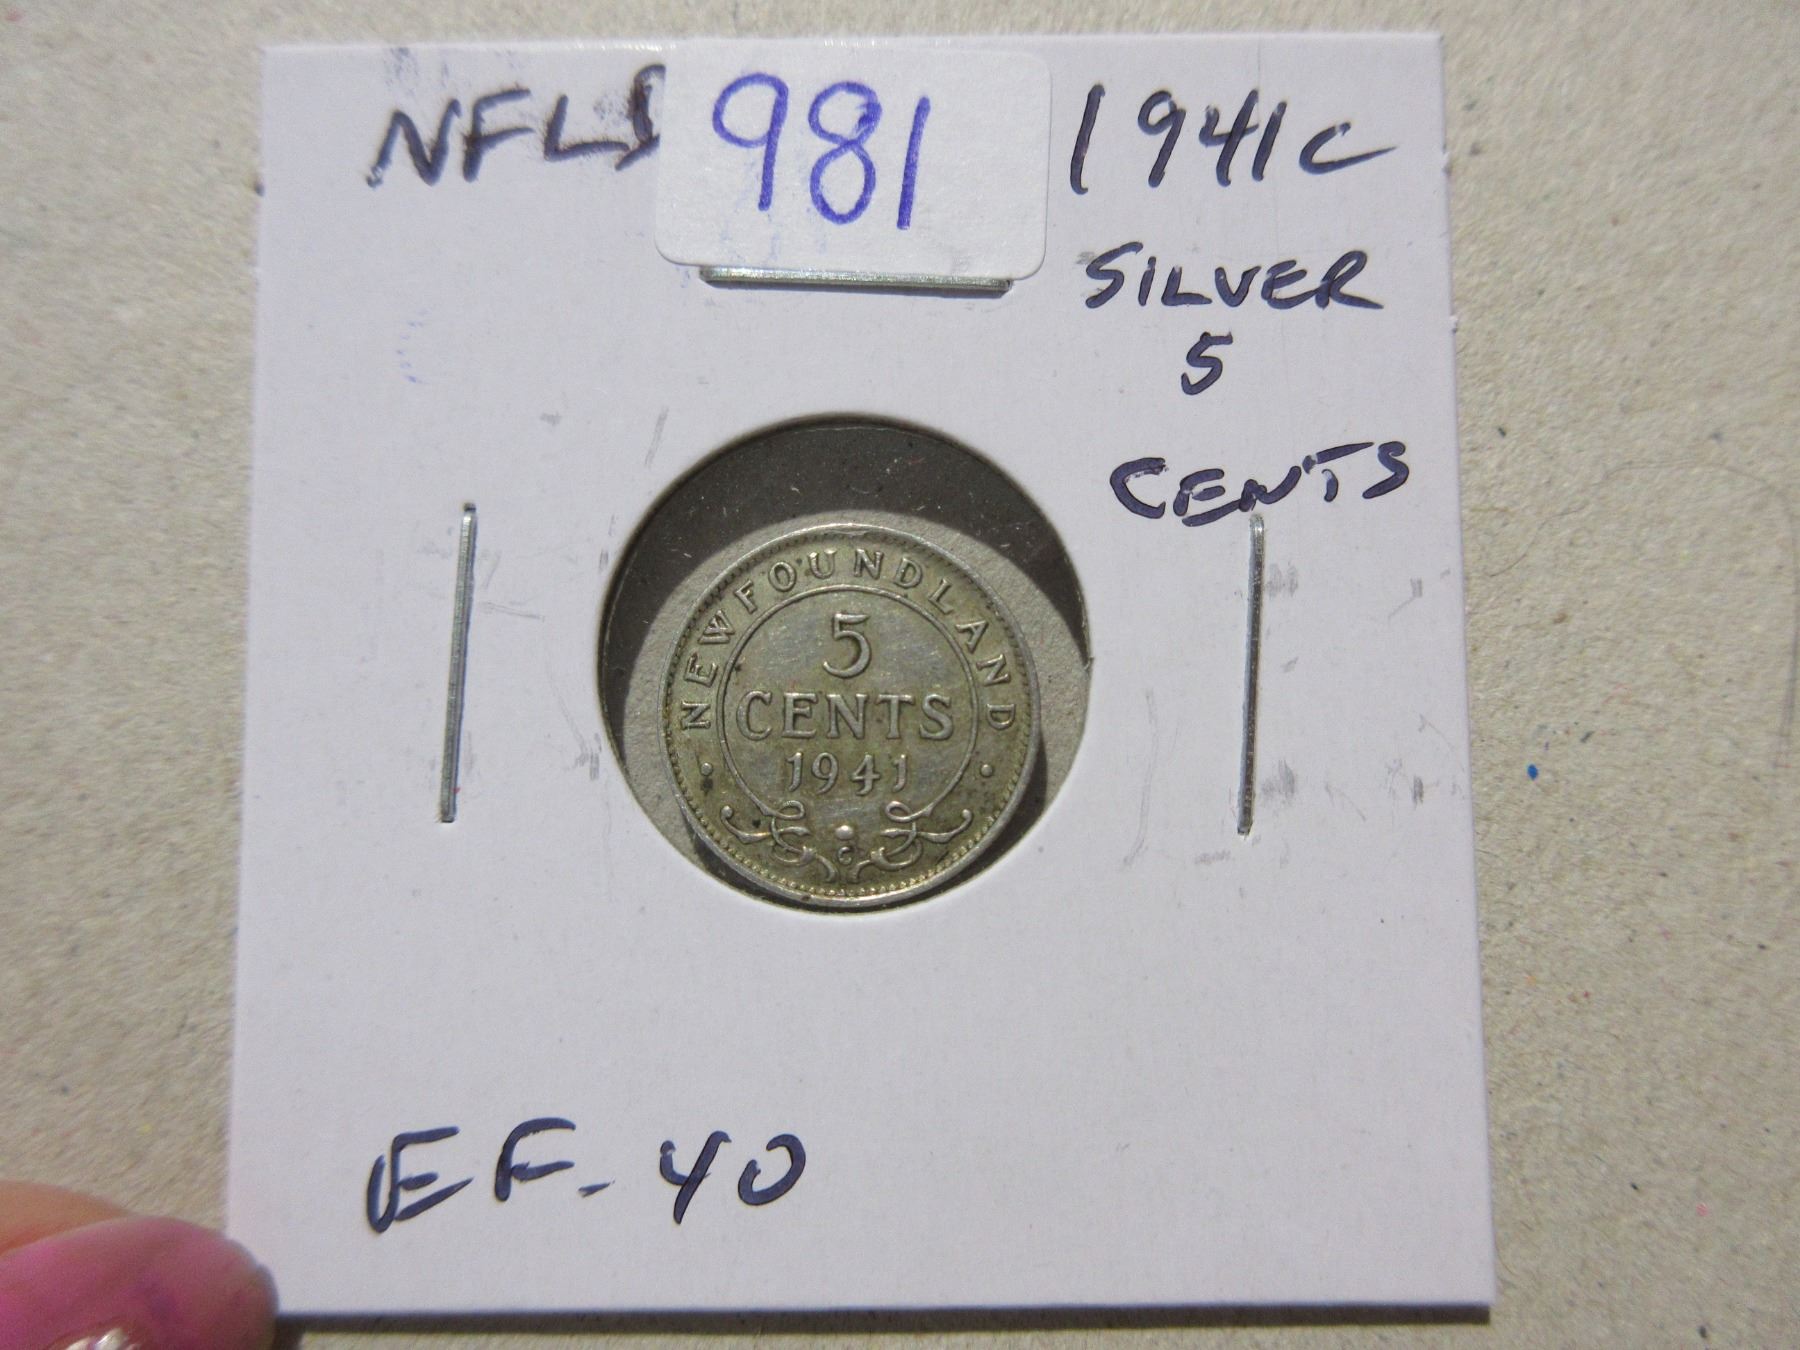 NFLD 981 1941C
SILVER
5
CENTS
NEWFOUNDLAND
5
CENTS
1941
C
EF-40